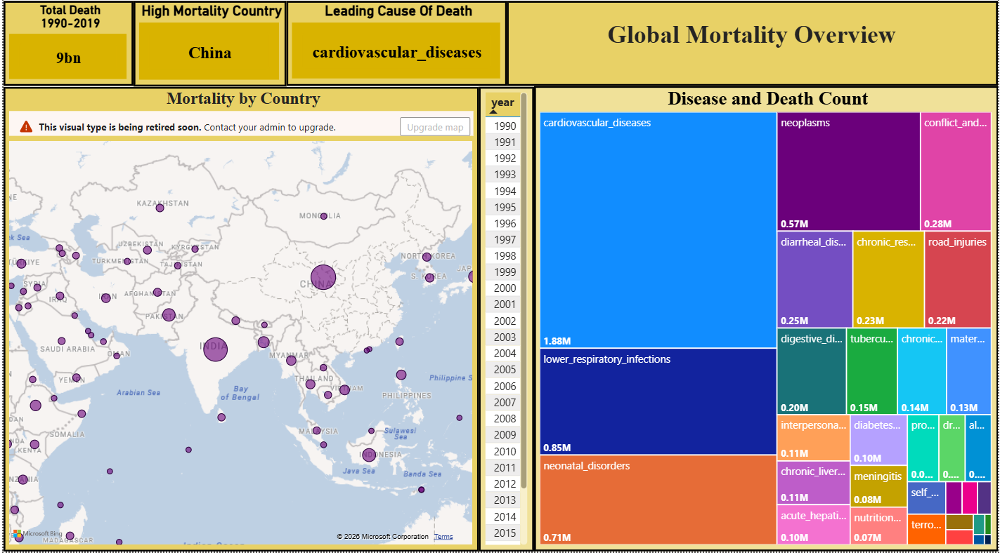 Total Death
1990-2019
9bn
High Mortality Country
China
Leading Cause Of Death
cardiovascular_diseases
Global Mortality Overview
Mortality by Country
This visual type is being retired soon. Contact your admin to upgrade.
Upgrade map
KAZAKHSTAN
MONGOLIA
UZBEKISTAN
KYRGYZSTAN
TURKMENISTAN
TAJIKISTAN
NORTH KOREA
S. KOREA
JAP
k Sea
TÜRKIYE
SYRIA
IRAQ
IRAN
AFGHANISTAN
CHINA
PAKISTAN
INDIA
SAUDI ARABIA
OMAN
MYANMAR
YEMEN
Arabian Sea
Bay
of Bengal
THAILAND
VIETNAM
Philippine S
PHILIPPINES
DAN
SOMALIA
NDA
KENYA
MALAYSIA
Sulawesi
Sea
INDONESIA
Java Sea
Banda Sea
NZANIA
MADAGASCAR
Indian Ocean
Microsoft Bing
© 2026 Microsoft Corporation
Terms
year
1990
1991
1992
1993
1994
1995
1996
1997
1998
1999
2000
2001
2002
2003
2004
2005
2006
2007
2008
2009
2010
2011
2012
2013
2014
2015
Disease and Death Count
cardiovascular_diseases
1.88M
lower_respiratory_infections
0.85M
neonatal_disorders
0.71M
neoplasms
0.57M
conflict_and...
0.28M
diarrheal_dis...
0.25M
chronic_res...
0.23M
road_injuries
0.22M
digestive_di...
0.20M
tubercu...
0.15M
chronic...
0.14M
mater...
0.13M
interpersona...
0.11M
diabetes...
0.10M
pro...
0.0...
dr...
0....
al...
0....
chronic_liver...
0.11M
meningitis
0.08M
self_...
acute_hepati...
0.10M
nutrition...
0.07M
terro...